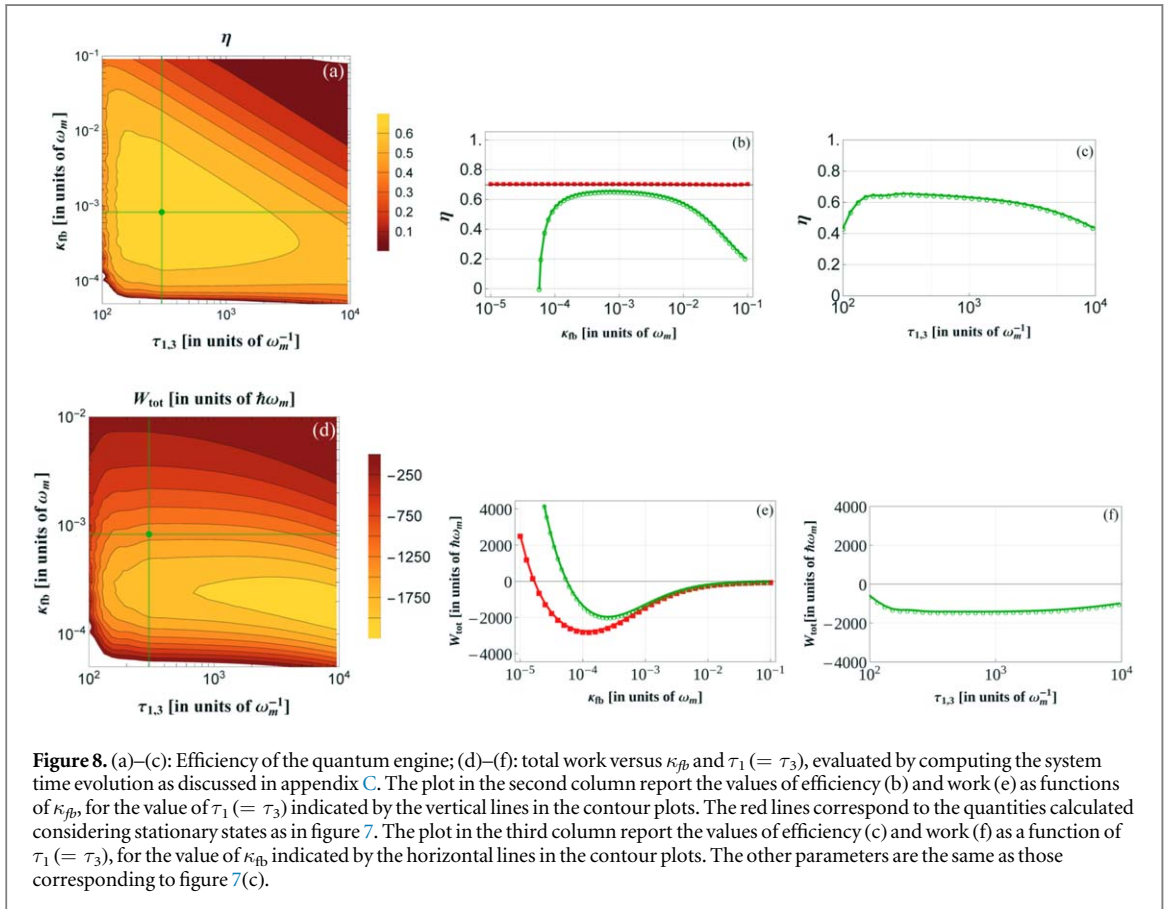 η
(a)
10⁻¹
10⁻²
10⁻³
10⁻⁴
κfb [in units of ωm]
10² 10³ 10⁴
τ1,3 [in units of ωm⁻¹]
0.6
0.5
0.4
0.3
0.2
0.1
(b)
η
1.
0.8
0.6
0.4
0.2
0
10⁻⁵ 10⁻⁴ 10⁻³ 10⁻² 10⁻¹
κfb [in units of ωm]
(c)
η
1.
0.8
0.6
0.4
0.2
0
10² 10³ 10⁴
τ1,3 [in units of ωm⁻¹]
Wtot [in units of ℏωm]
(d)
10⁻²
10⁻³
10⁻⁴
κfb [in units of ωm]
10² 10³ 10⁴
τ1,3 [in units of ωm⁻¹]
−250
−750
−1250
−1750
(e)
Wtot [in units of ℏωm]
4000
2000
0
−2000
−4000
10⁻⁵ 10⁻⁴ 10⁻³ 10⁻² 10⁻¹
κfb [in units of ωm]
(f)
Wtot[in units of ℏωm]
4000
2000
0
−2000
−4000
10² 10³ 10⁴
τ1,3 [in units of ωm⁻¹]
Figure 8. (a)–(c): Efficiency of the quantum engine; (d)–(f): total work versus κfb and τ1 (= τ3), evaluated by computing the system
time evolution as discussed in appendix C. The plot in the second column report the values of efficiency (b) and work (e) as functions
of κfb, for the value of τ1 (= τ3) indicated by the vertical lines in the contour plots. The red lines correspond to the quantities calculated
considering stationary states as in figure 7. The plot in the third column report the values of efficiency (c) and work (f) as a function of
τ1 (= τ3), for the value of κfb indicated by the horizontal lines in the contour plots. The other parameters are the same as those
corresponding to figure 7(c).